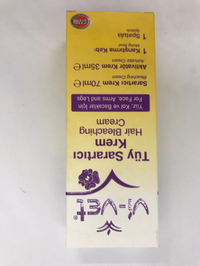 vi-vet
Tüy Sarartıcı
Krem
Hair Bleaching
Cream
Yüz, Kol ve Bacaklar İçin
For Face, Arms and Legs
Sarartıcı Krem 70ml ℮
Bleaching Cream
Aktivatör Krem 35ml ℮
Activator Cream
1 Karıştırma Kabı
Mixing Bowl
1 Spatula
Spatula